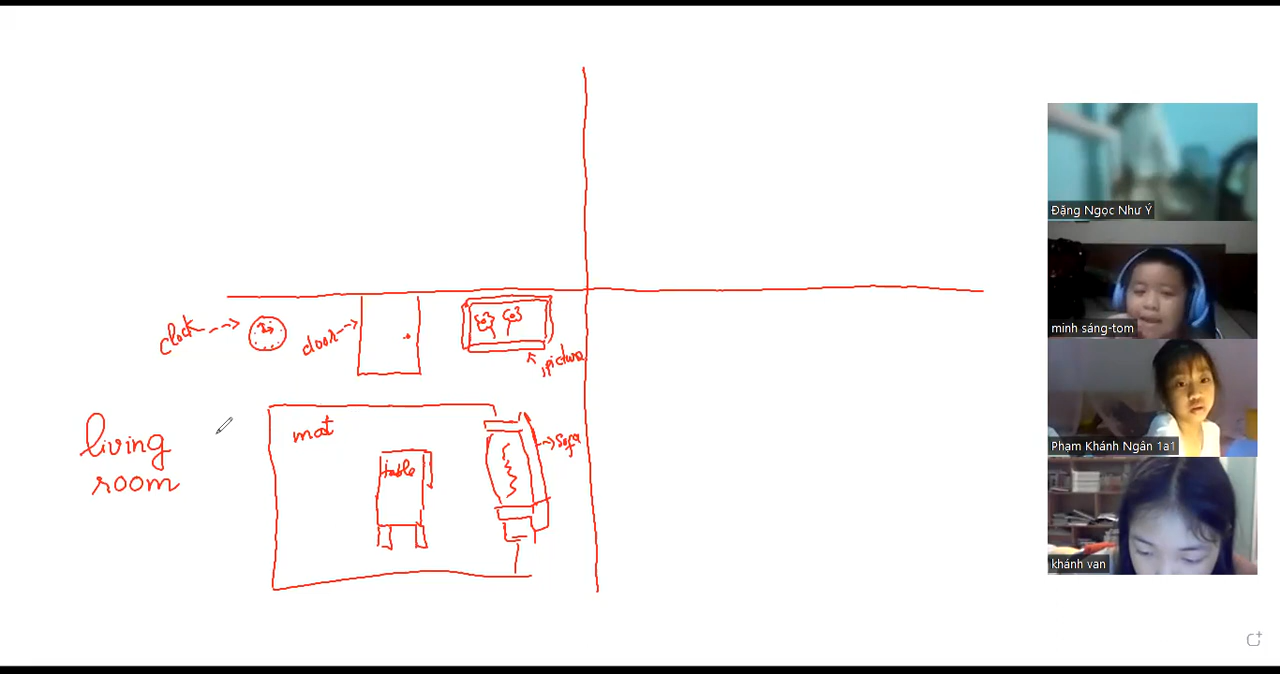 clock
door
picture
living
room
mat
table
sofa
Đặng Ngọc Như Ý
minh sáng-tom
Phạm Khánh Ngân 1a1
khánh van